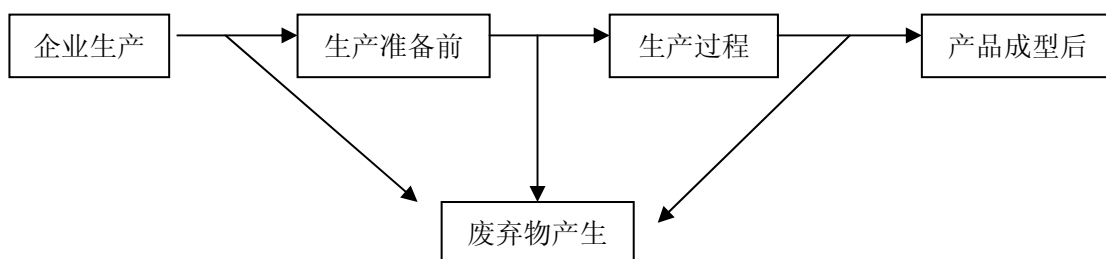 企业生产
生产准备前
生产过程
产品成型后
废弃物产生